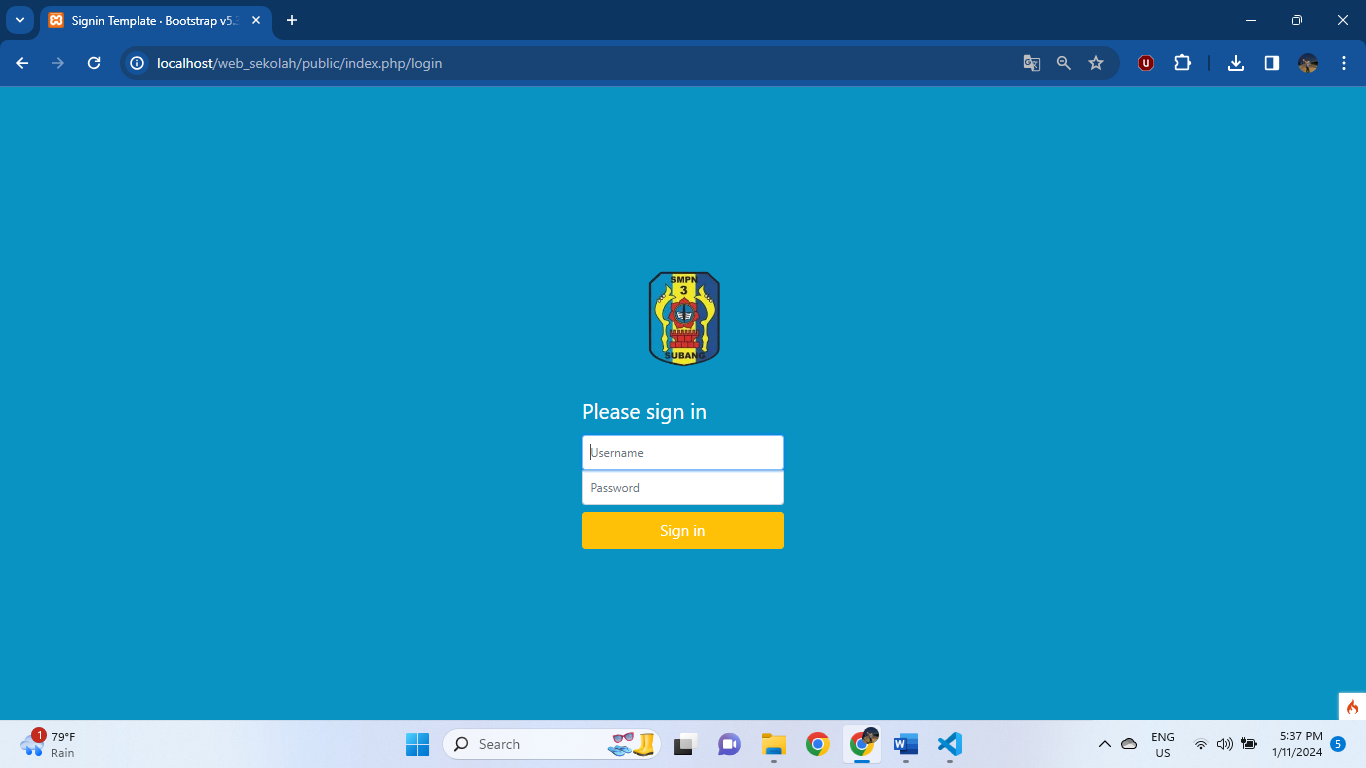 Signin Template · Bootstrap v5.3
localhost/web_sekolah/public/index.php/login
SMPN
3
SUBANG
Please sign in
Username
Password
Sign in
1
79°F
Rain
Search
ENG
US
5:37 PM
1/11/2024
5